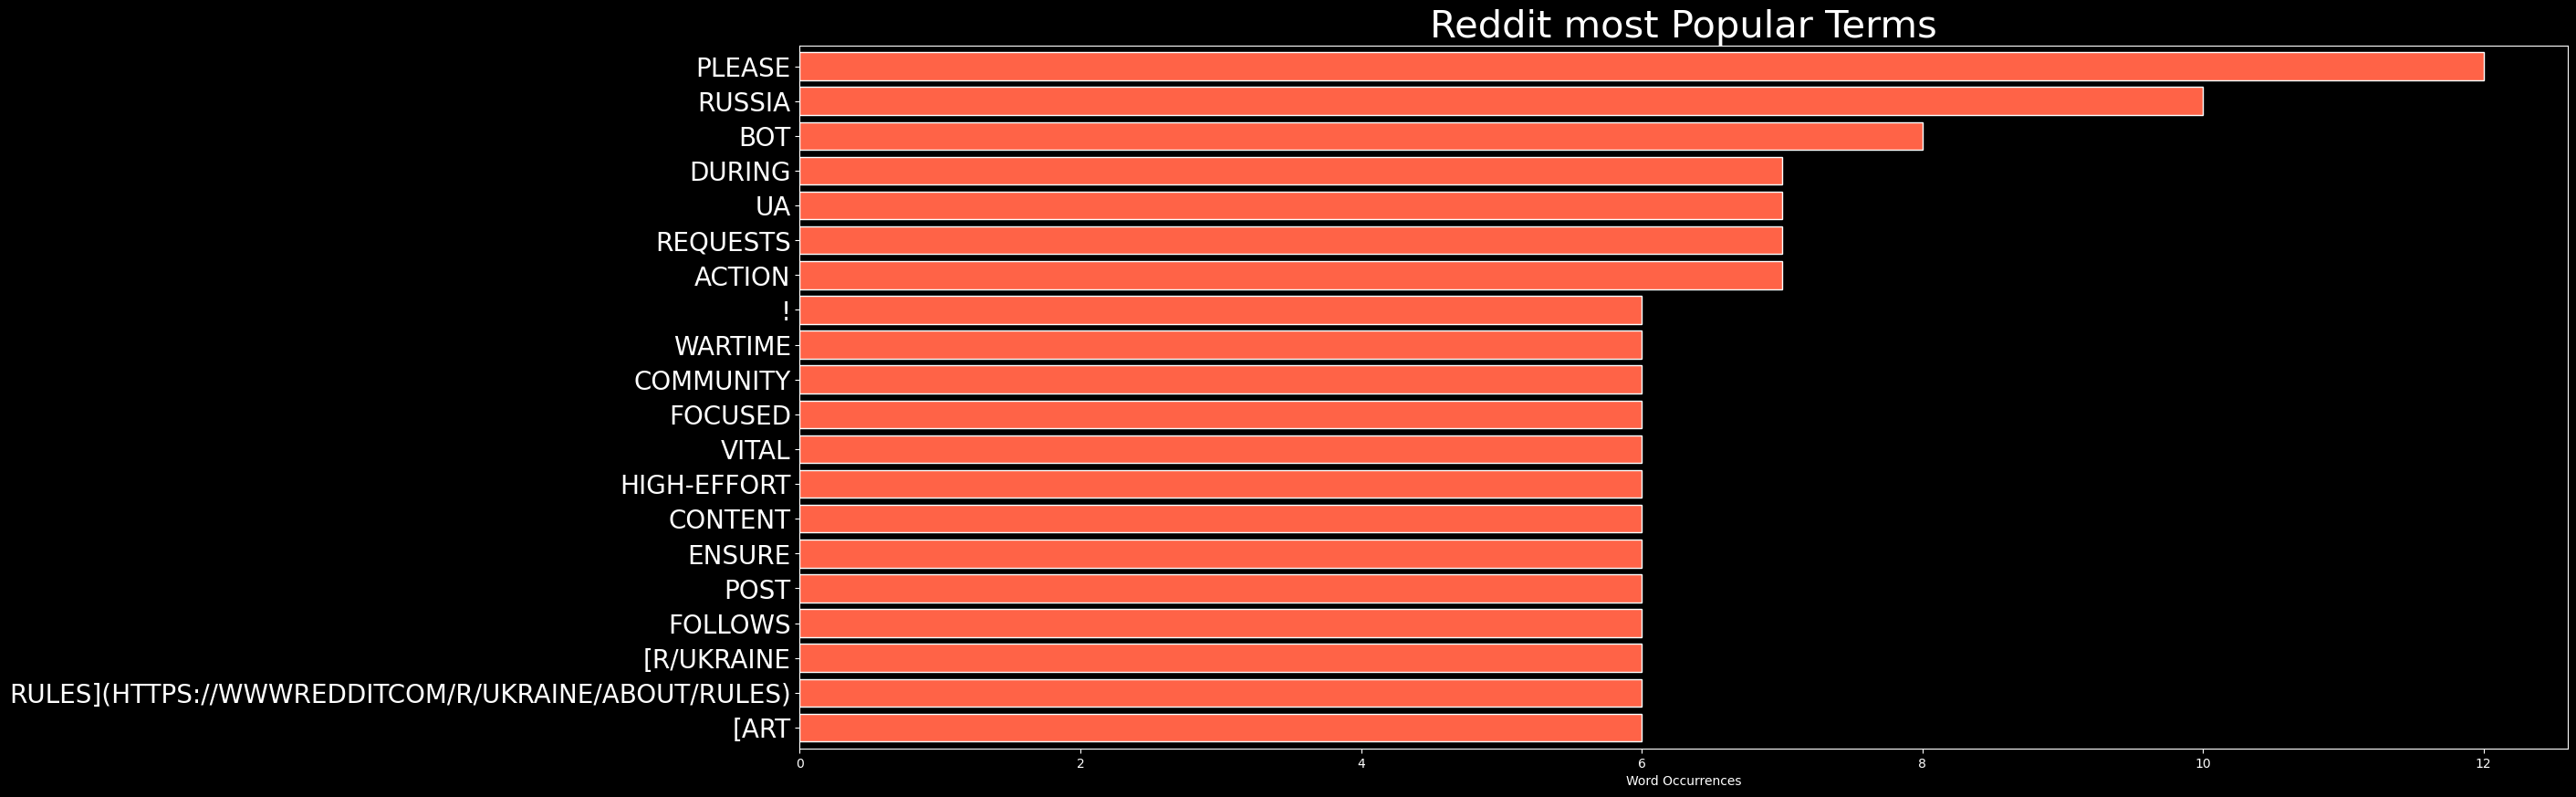 Reddit most Popular Terms
PLEASE
RUSSIA
BOT
DURING
UA
REQUESTS
ACTION
!
WARTIME
COMMUNITY
FOCUSED
VITAL
HIGH-EFFORT
CONTENT
ENSURE
POST
FOLLOWS
[R/UKRAINE
RULES](HTTPS://WWWREDDITCOM/R/UKRAINE/ABOUT/RULES)
[ART
0 2 4 6 8 10 12
Word Occurrences